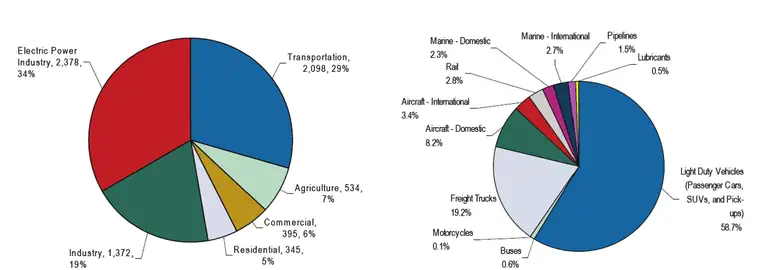 Electric Power
Industry, 2,378,
34%
Transportation,
2,098, 29%
Agriculture, 534,
7%
Commercial,
395, 6%
Residential, 345,
5%
Industry, 1,372,
19%
Marine - International
2.7%
Pipelines
1.5%
Marine - Domestic
2.3%
Lubricants
0.5%
Rail
2.8%
Aircraft - International
3.4%
Aircraft - Domestic
8.2%
Light Duty Vehicles
(Passenger Cars,
SUVs, and Pick-
ups)
58.7%
Freight Trucks
19.2%
Motorcycles
0.1%
Buses
0.6%